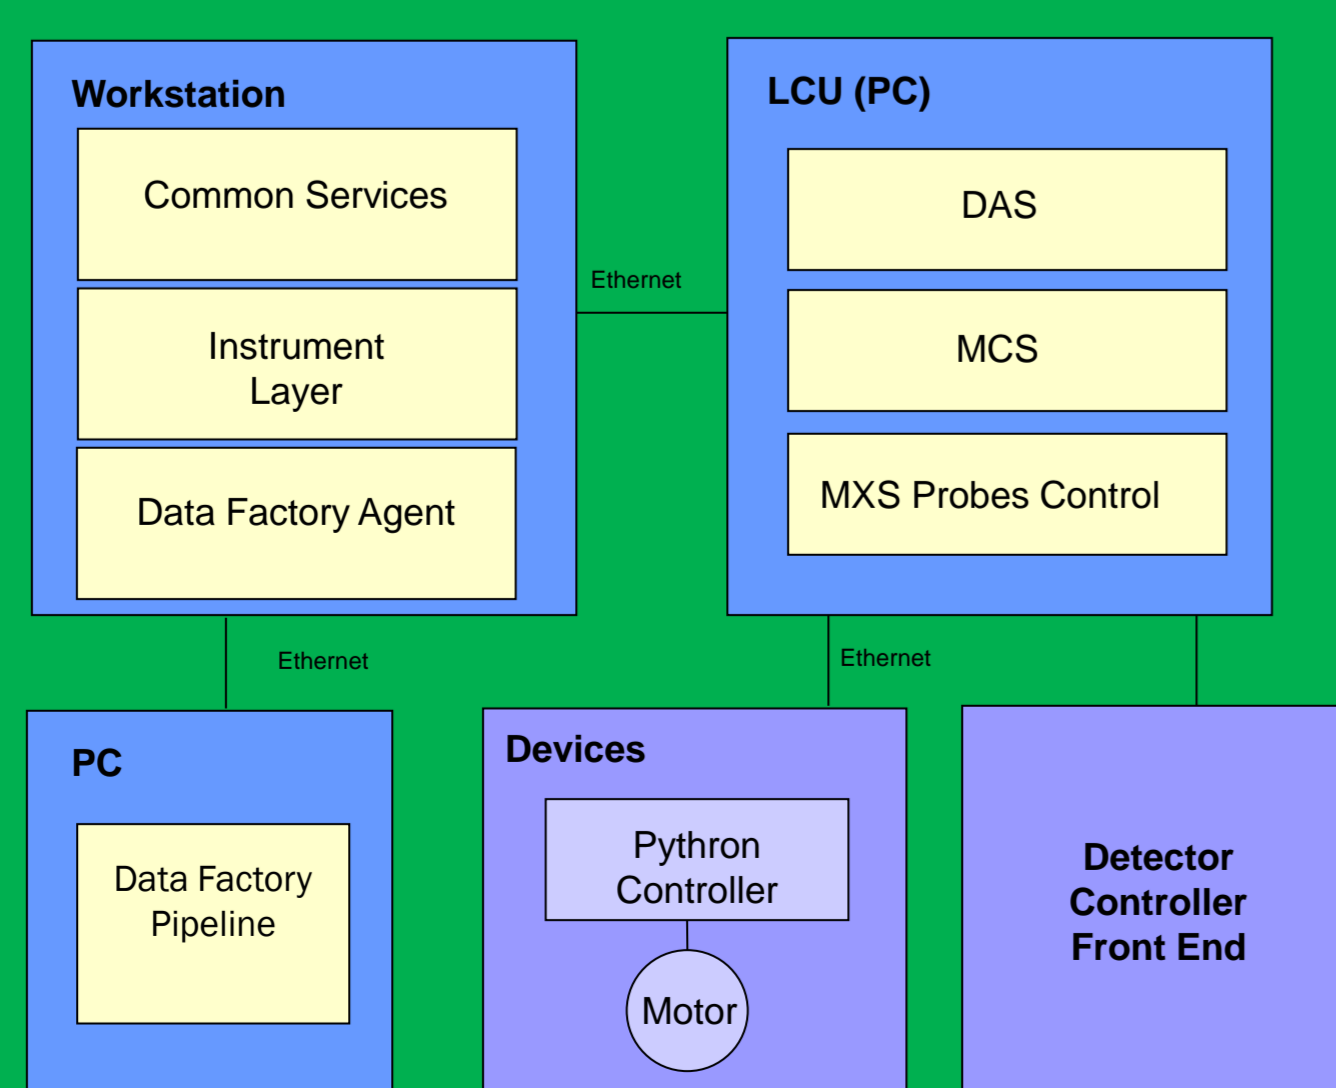 Workstation
Common Services
Instrument
Layer
Data Factory Agent
Ethernet
LCU (PC)
DAS
MCS
MXS Probes Control
Ethernet
Ethernet
PC
Data Factory
Pipeline
Devices
Pythron
Controller
Motor
Detector
Controller
Front End